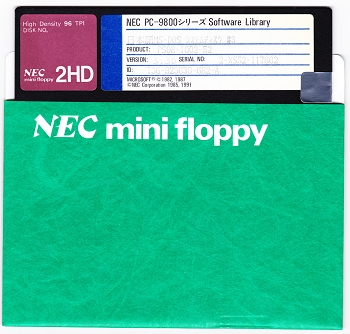 High Density 96 TPI
DISK NO.
NEC
mini floppy 2HD
NEC PC-9800シリーズ Software Library
PRODUCT:
VERSION: SERIAL NO:
ID:
MICROSOFT © 1982, 1987
© NEC Corporation 1985, 1991
NEC mini floppy